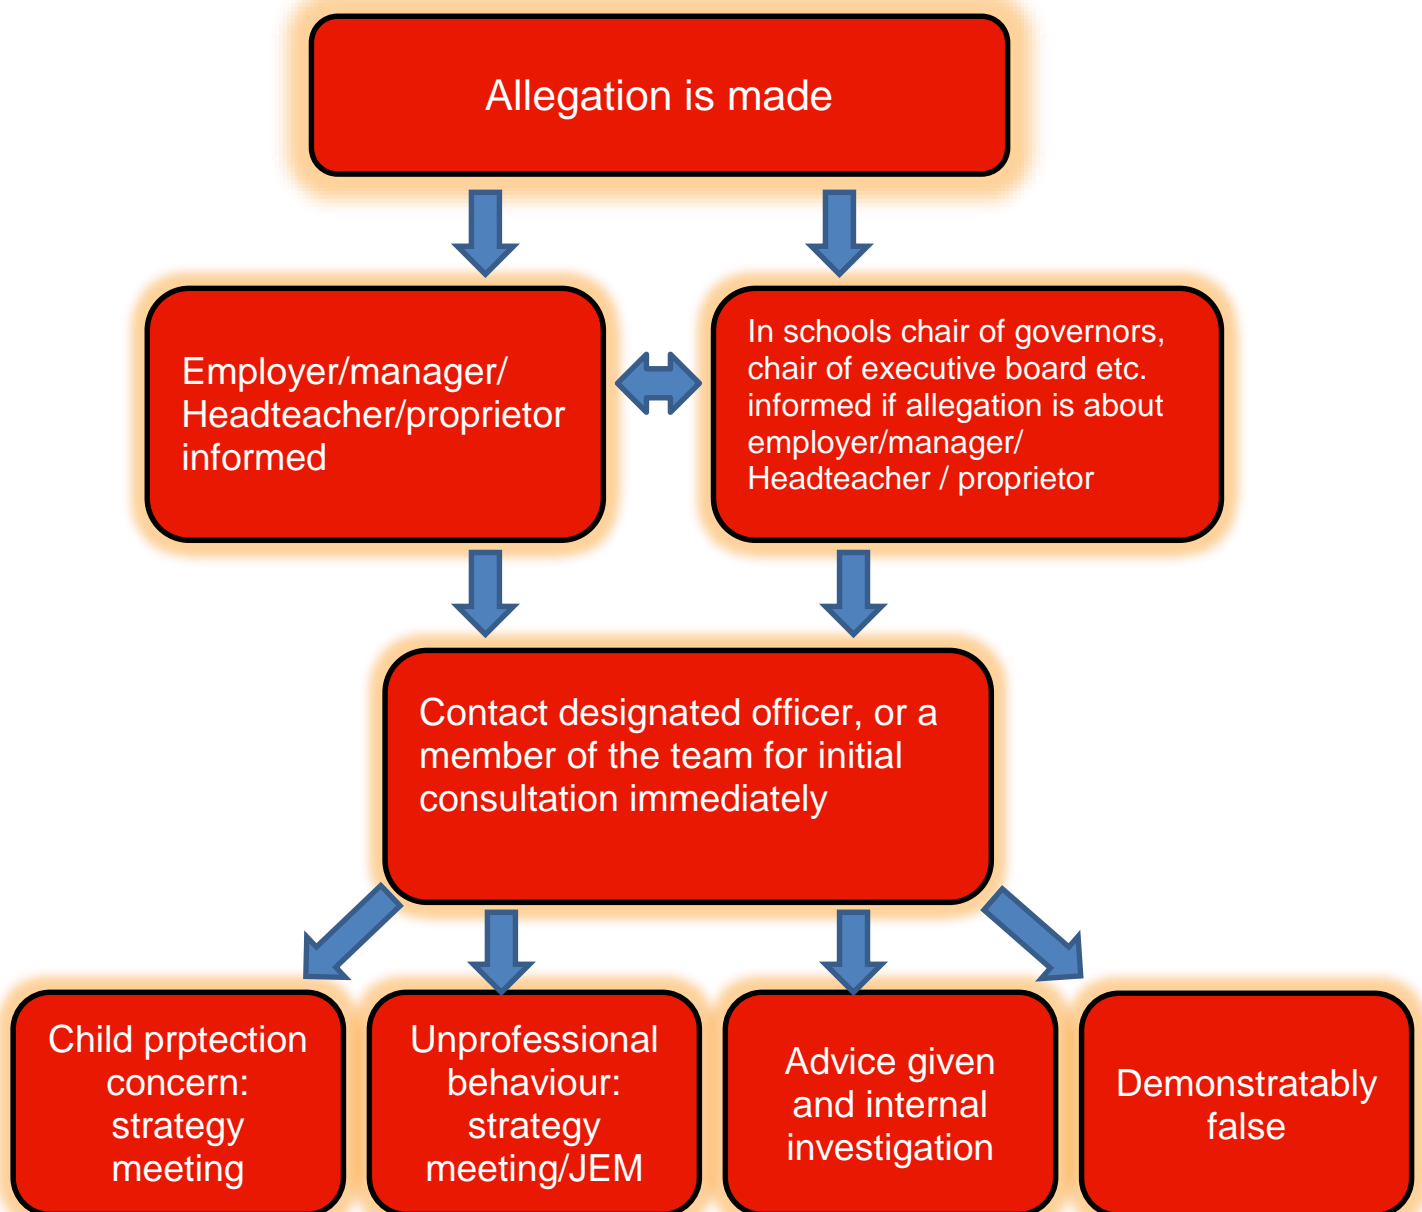 Allegation is made
Employer/manager/
Headteacher/proprietor
informed
In schools chair of governors,
chair of executive board etc.
informed if allegation is about
employer/manager/
Headteacher / proprietor
Contact designated officer, or a
member of the team for initial
consultation immediately
Child prptection
concern:
strategy
meeting
Unprofessional
behaviour:
strategy
meeting/JEM
Advice given
and internal
investigation
Demonstratably
false